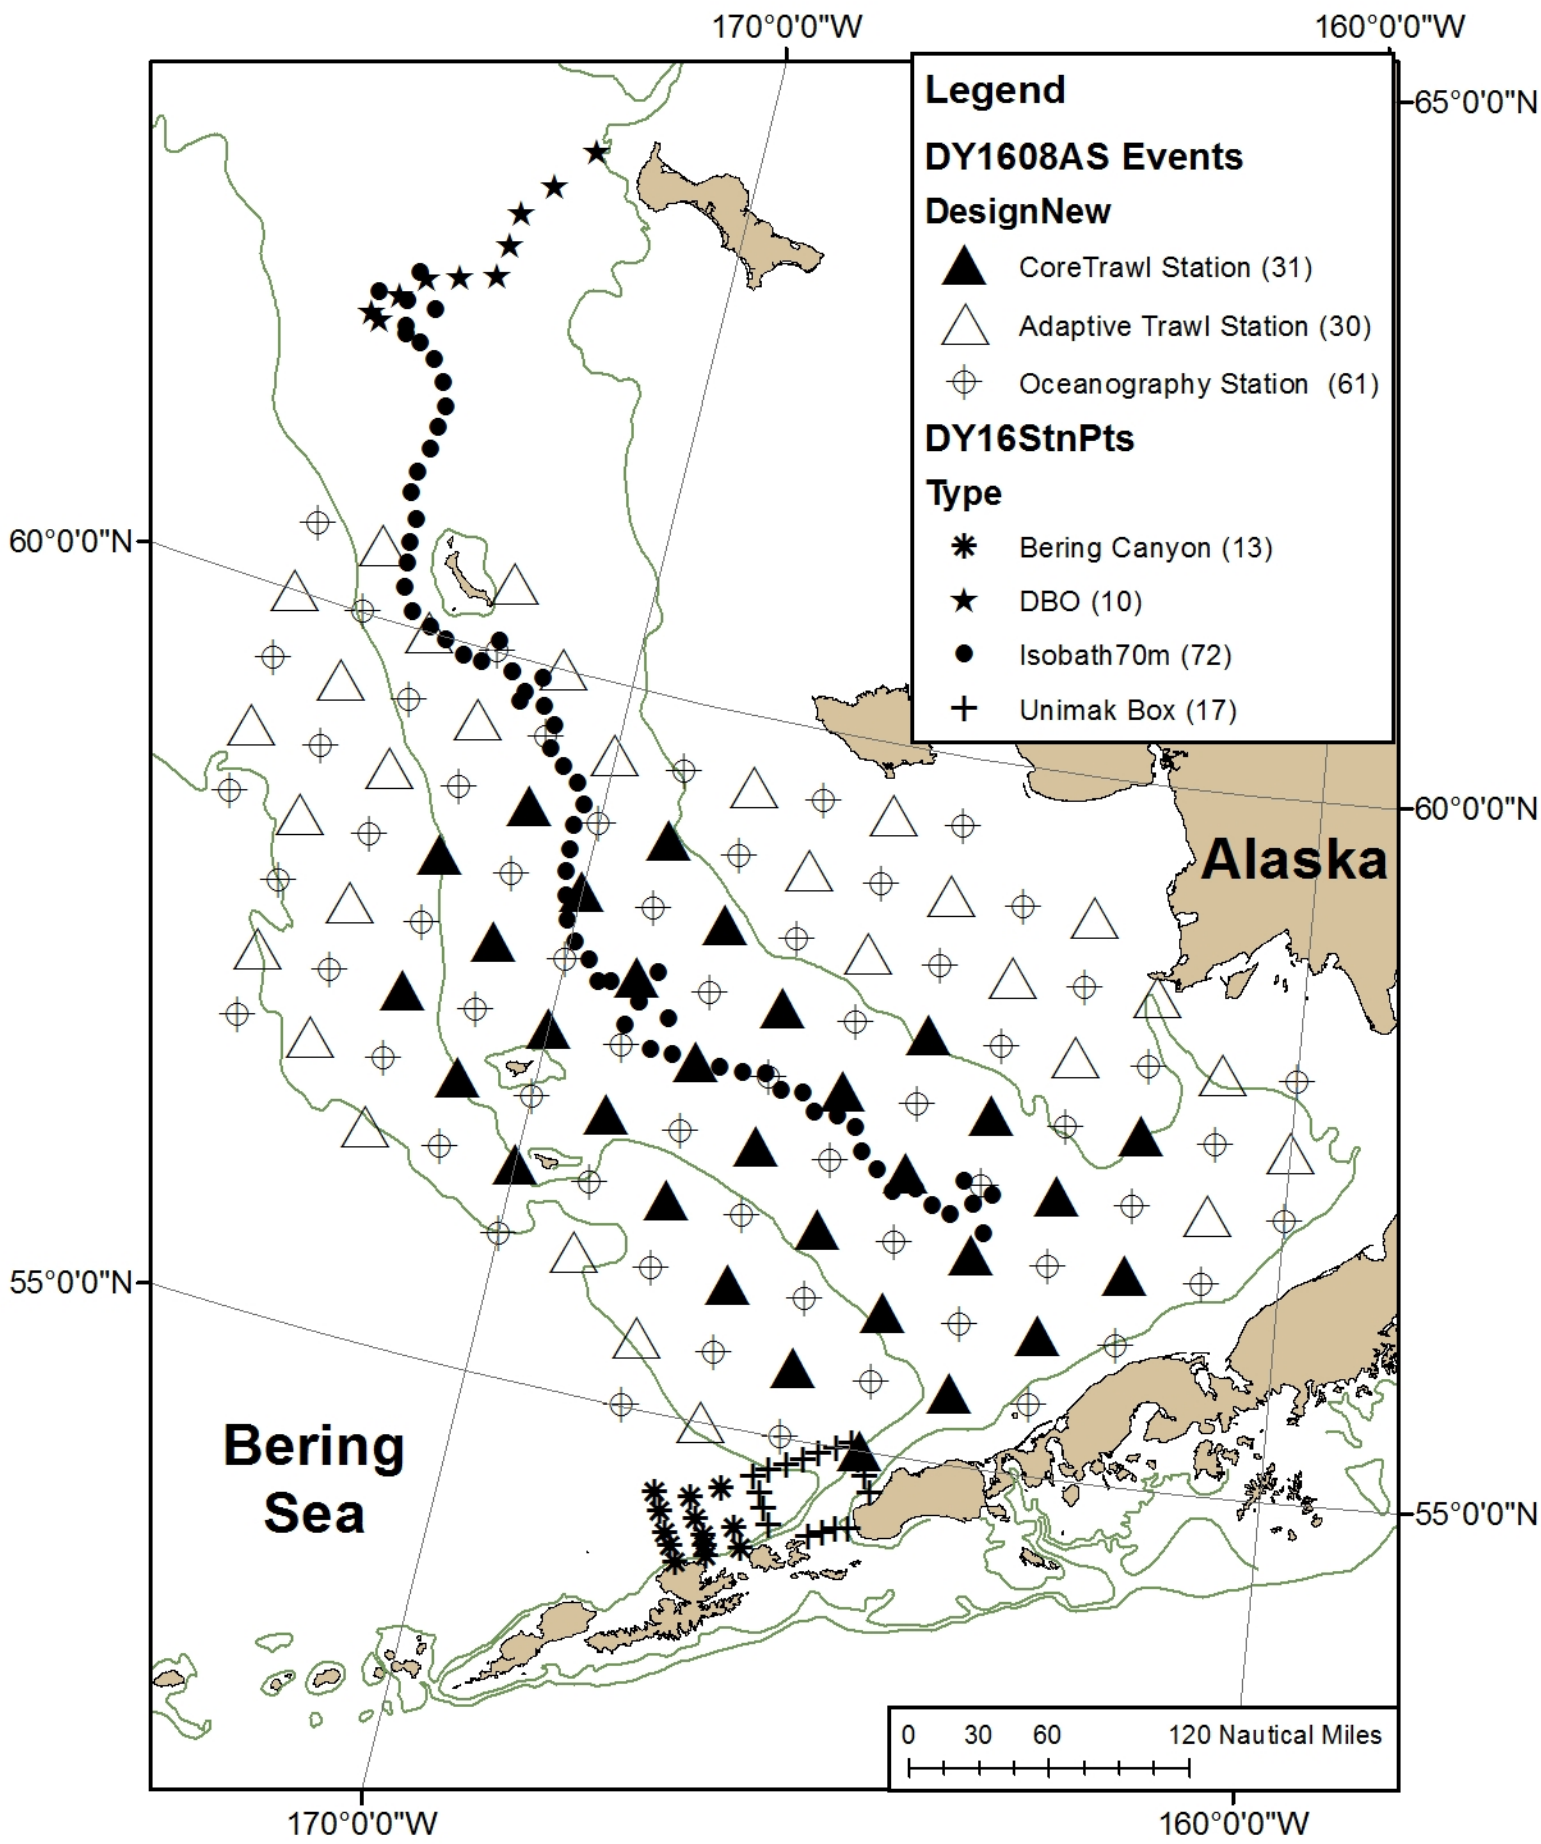 170°0'0"W
160°0'0"W
Legend
DY1608AS Events
DesignNew
CoreTrawl Station (31)
Adaptive Trawl Station (30)
Oceanography Station (61)
DY16StnPts
Type
Bering Canyon (13)
DBO (10)
Isobath70m (72)
Unimak Box (17)
65°0'0"N
60°0'0"N
60°0'0"N
Alaska
55°0'0"N
Bering
Sea
55°0'0"N
0 30 60 120 Nautical Miles
170°0'0"W
160°0'0"W